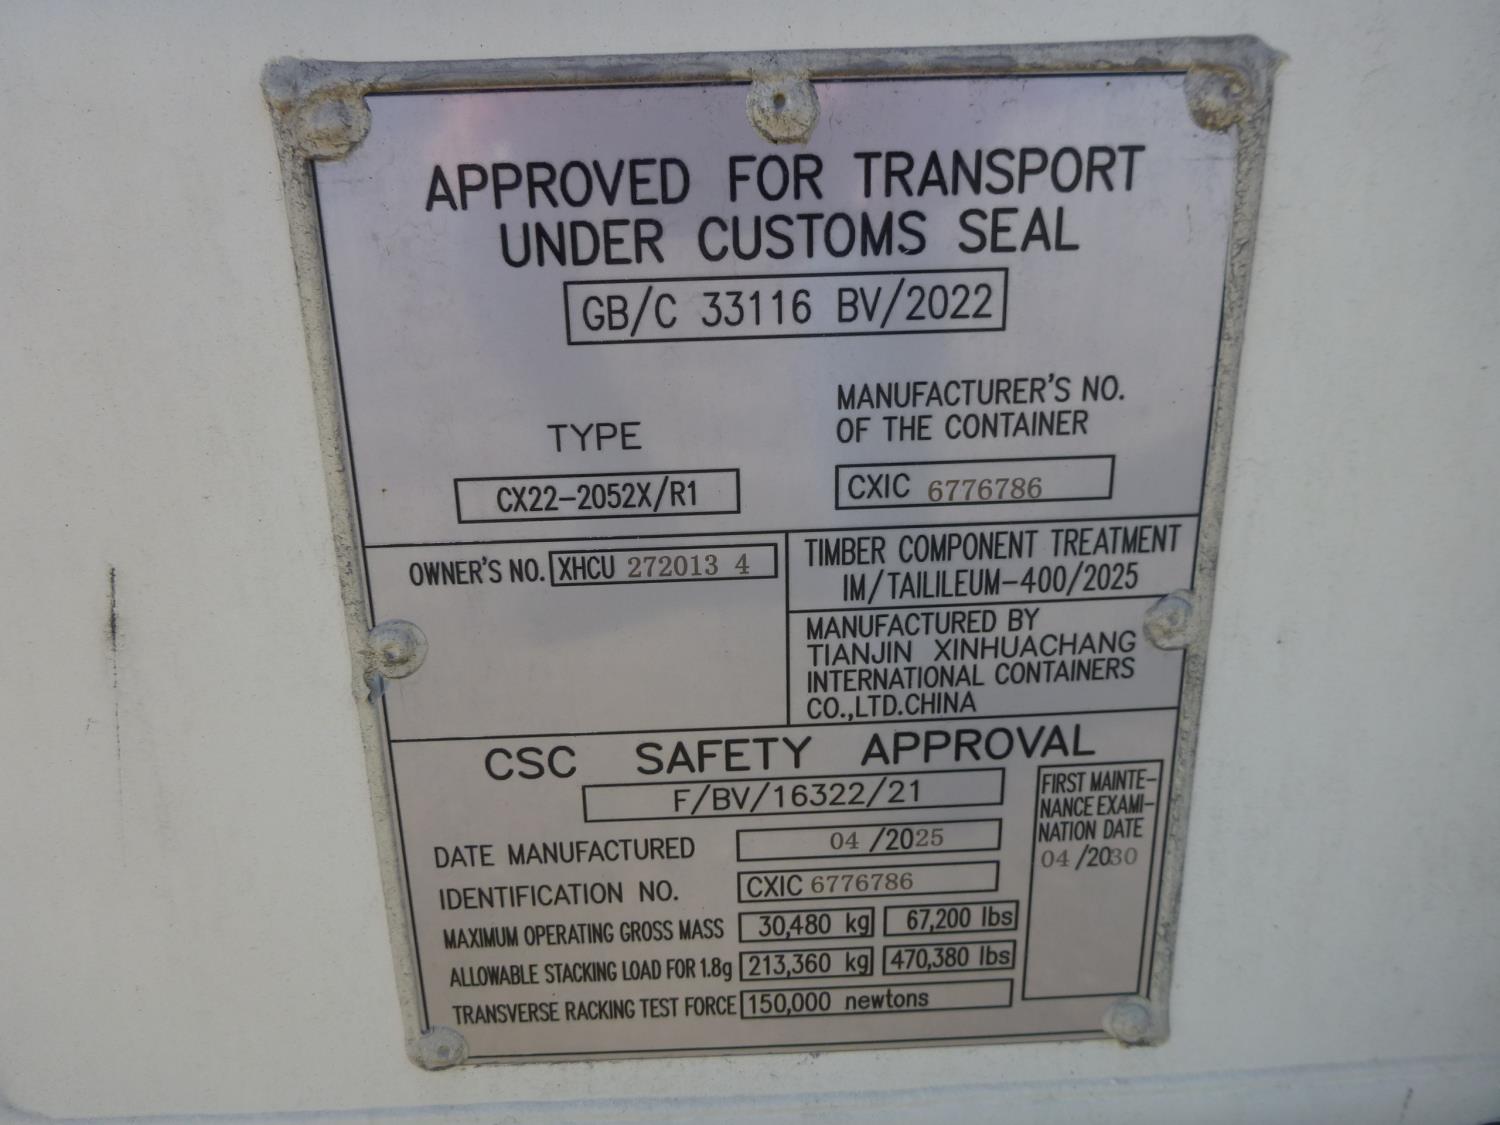 APPROVED FOR TRANSPORT
UNDER CUSTOMS SEAL
GB/C 33116 BV/2022
TYPE
CX22-2052X/R1
MANUFACTURER'S NO.
OF THE CONTAINER
CXIC 6776786
OWNER'S NO. XHCU 272013 4
TIMBER COMPONENT TREATMENT
IM/TAILILEUM-400/2025
MANUFACTURED BY
TIANJIN XINHUACHANG
INTERNATIONAL CONTAINERS
CO.,LTD.CHINA
CSC SAFETY APPROVAL
F/BV/16322/21
DATE MANUFACTURED 04 /2025
IDENTIFICATION NO. CXIC 6776786
MAXIMUM OPERATING GROSS MASS 30,480 kg 67,200 lbs
ALLOWABLE STACKING LOAD FOR 1.8g 213,360 kg 470,380 lbs
TRANSVERSE RACKING TEST FORCE 150,000 newtons
FIRST MAINTE-
NANCE EXAMI-
NATION DATE
04 /2030